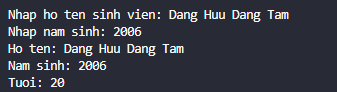 Nhap ho ten sinh vien: Dang Huu Dang Tam
Nhap nam sinh: 2006
Ho ten: Dang Huu Dang Tam
Nam sinh: 2006
Tuoi: 20